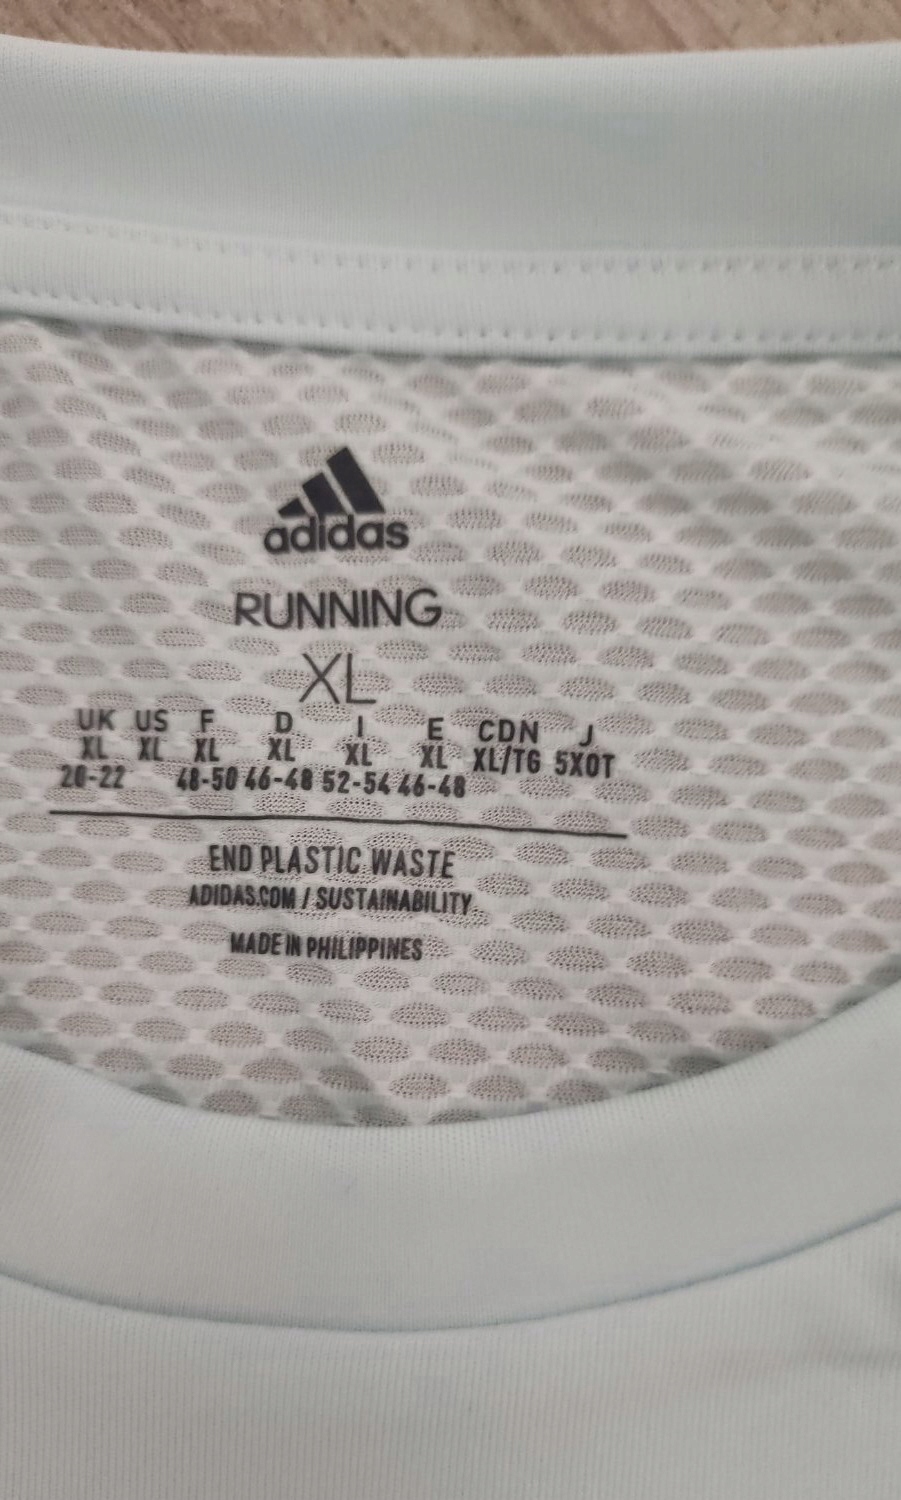 adidas
RUNNING
XL
UK US F D I E CDN J
XL XL XL XL XL XL XL/TG 5XOT
20-22 48-50 46-48 52-54 46-48
END PLASTIC WASTE
ADIDAS.COM / SUSTAINABILITY
MADE IN PHILIPPINES